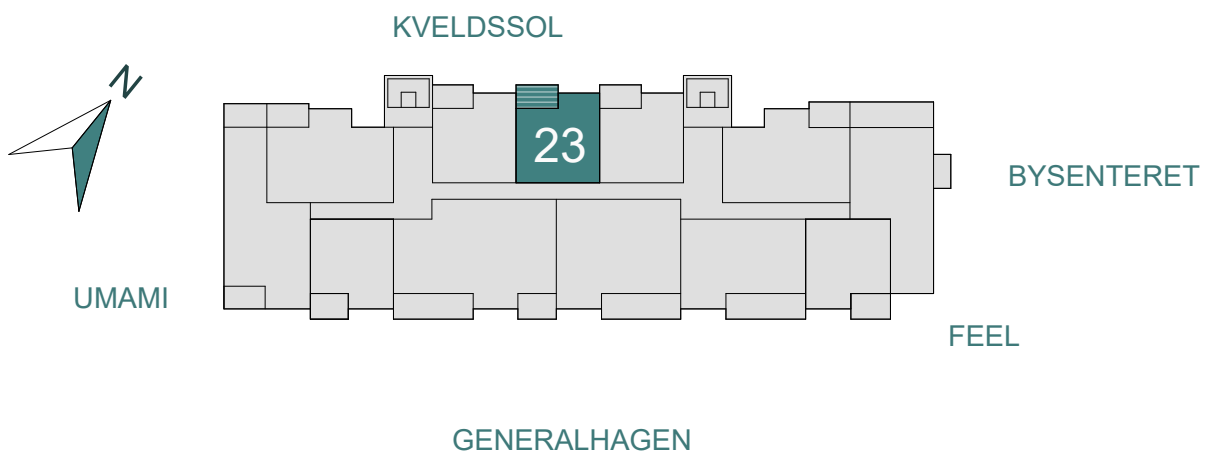 KVELDSSOL
N
23
BYSENTERET
UMAMI
FEEL
GENERALHAGEN